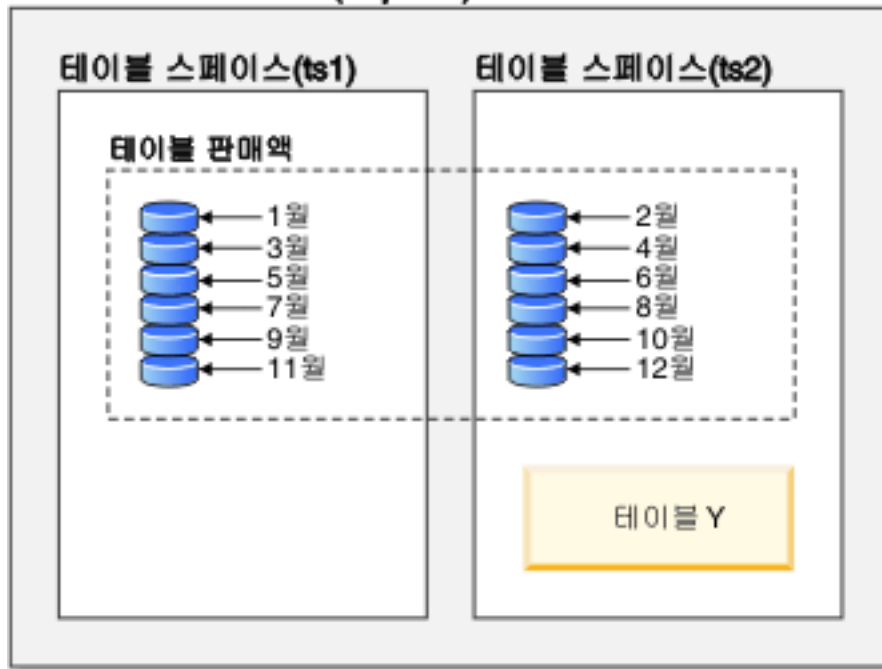 테이블 스페이스(ts1)
테이블 스페이스(ts2)
테이블 판매액
1월
3월
5월
7월
9월
11월
2월
4월
6월
8월
10월
12월
테이블 Y